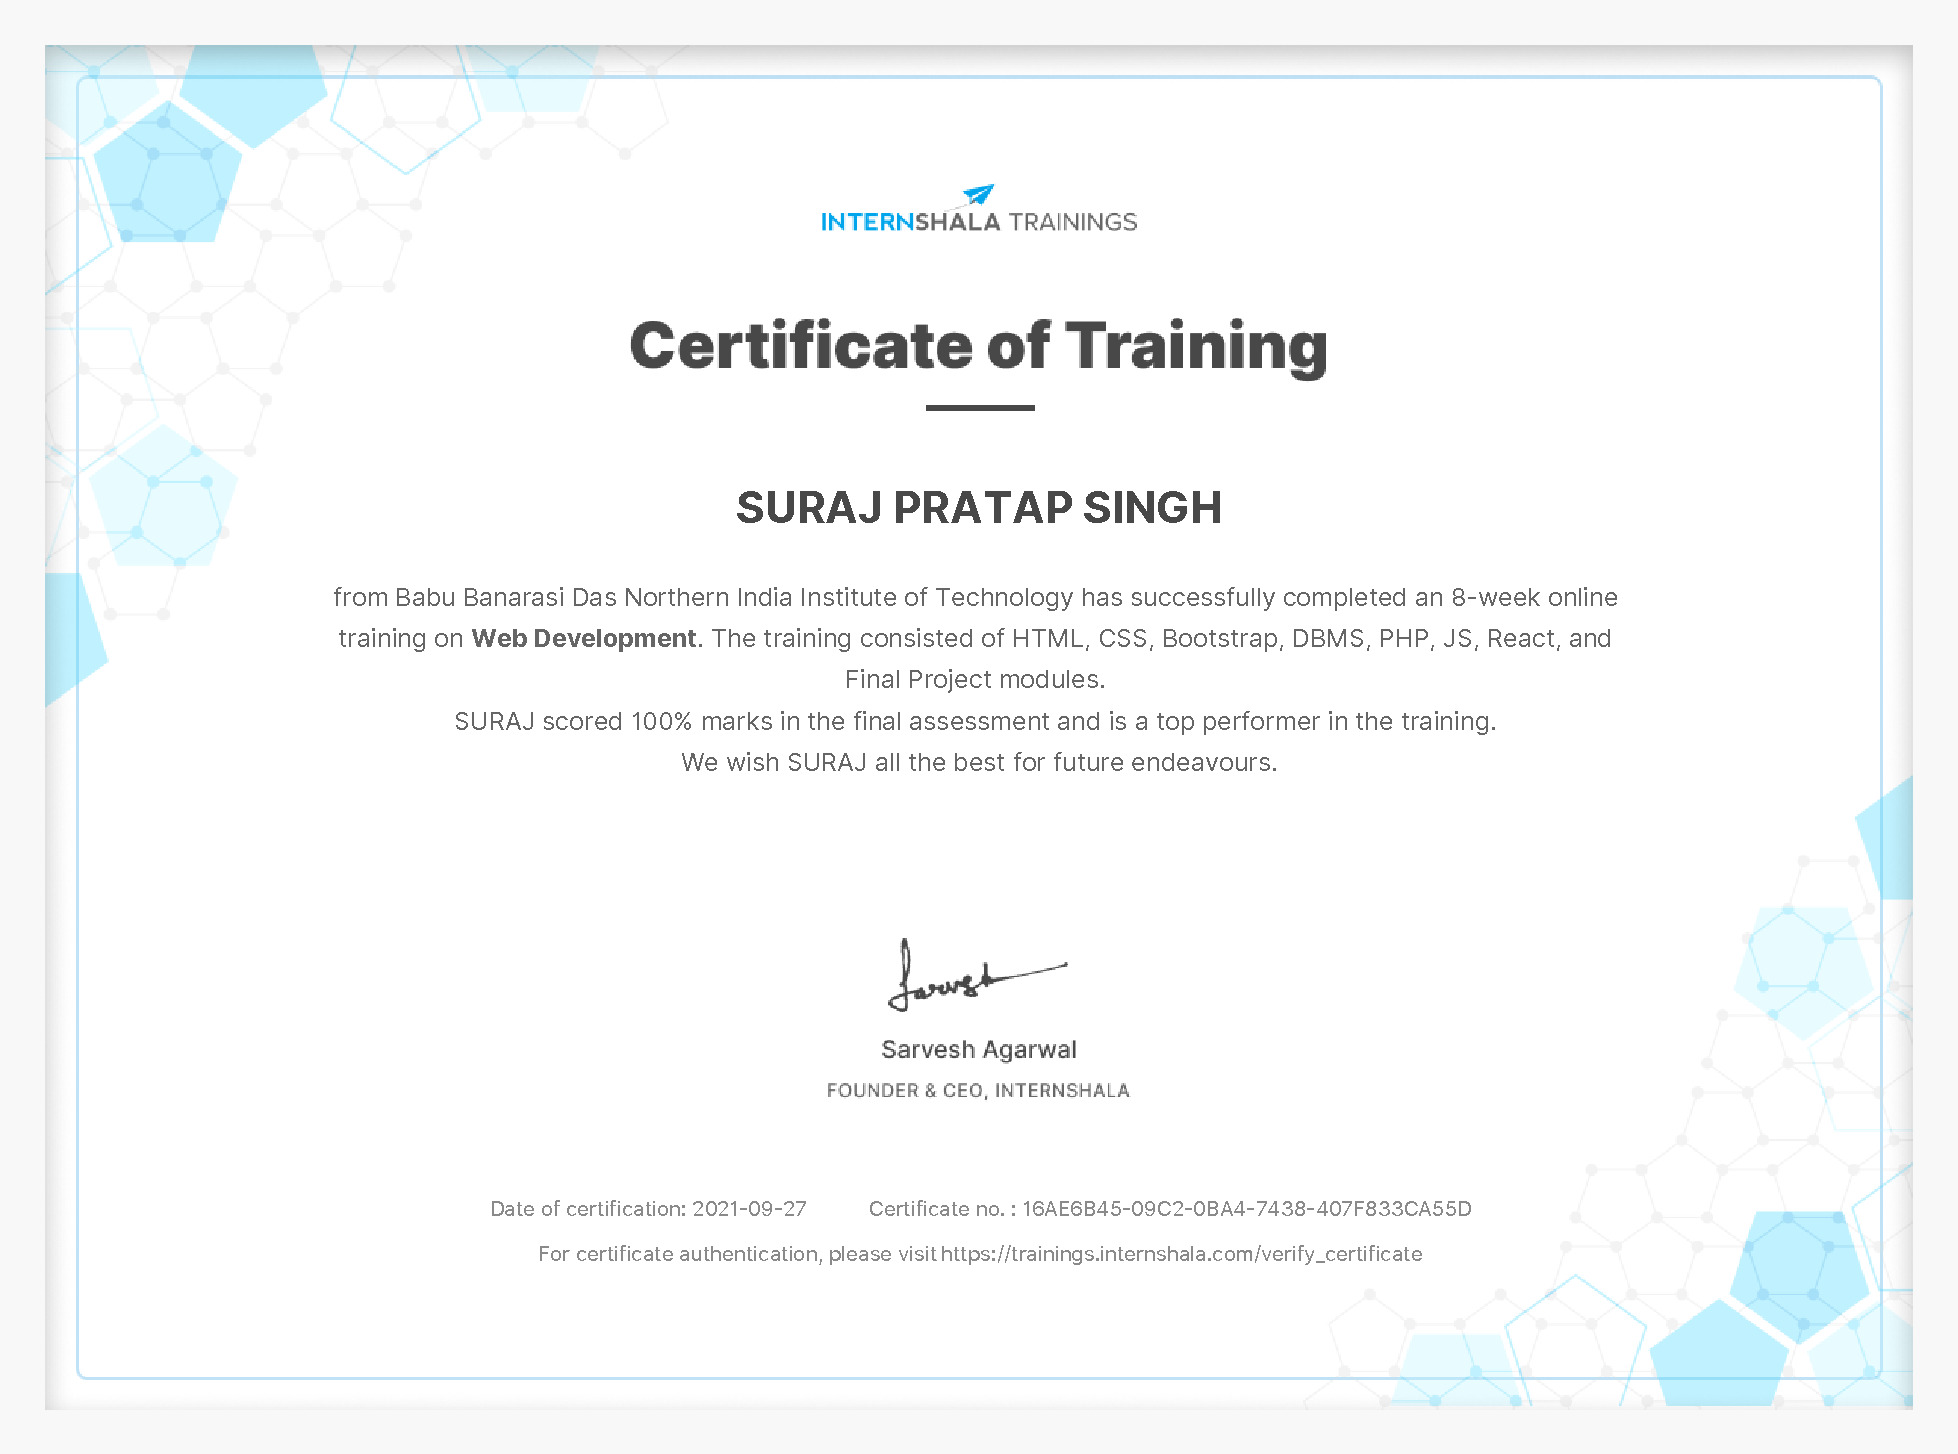 INTERNSHALA TRAININGS
Certificate of Training
SURAJ PRATAP SINGH
from Babu Banarasi Das Northern India Institute of Technology has successfully completed an 8-week online
training on Web Development. The training consisted of HTML, CSS, Bootstrap, DBMS, PHP, JS, React, and
Final Project modules.
SURAJ scored 100% marks in the final assessment and is a top performer in the training.
We wish SURAJ all the best for future endeavours.
Sarvesh
Sarvesh Agarwal
FOUNDER & CEO, INTERNSHALA
Date of certification: 2021-09-27 Certificate no. : 16AE6B45-09C2-0BA4-7438-407F833CA55D
For certificate authentication, please visit https://trainings.internshala.com/verify_certificate